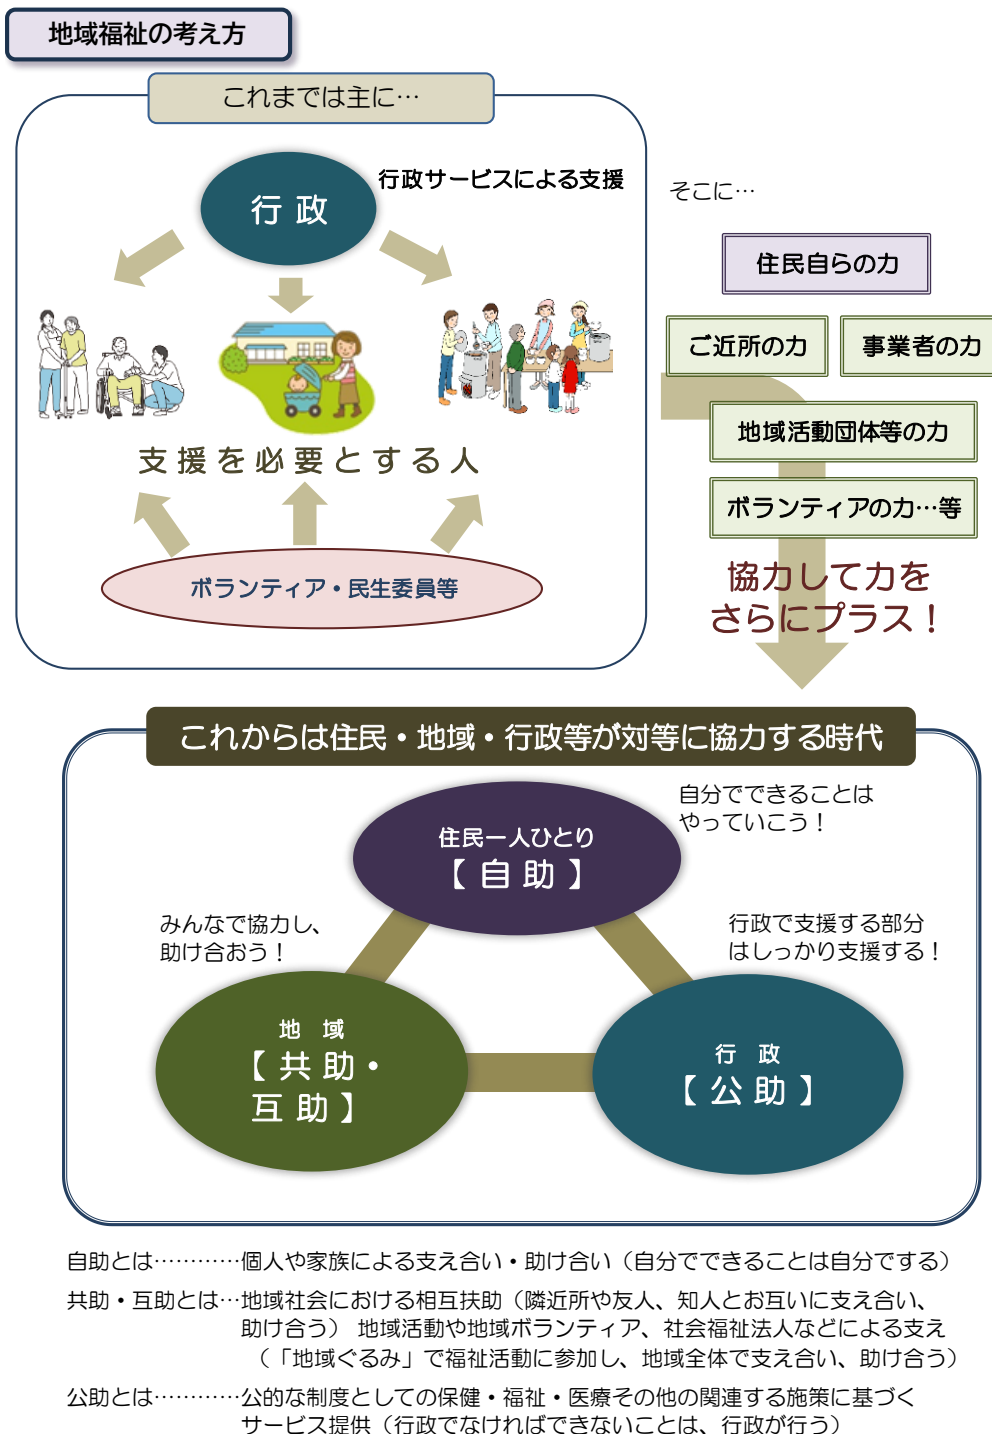 地域福祉の考え方
これまでは主に…
行政
行政サービスによる支援
支援を必要とする人
ボランティア・民生委員等
そこに…
住民自らの力
ご近所の力
事業者の力
地域活動団体等の力
ボランティアの力…等
協力して力を
さらにプラス！
これからは住民・地域・行政等が対等に協力する時代
自分でできることは
やっていこう！
住民一人ひとり
【自助】
みんなで協力し、
助け合おう！
行政で支援する部分
はしっかり支援する！
地　域
【共助・
互助】
行　政
【公助】
自助とは…………個人や家族による支え合い・助け合い（自分でできることは自分でする）
共助・互助とは…地域社会における相互扶助（隣近所や友人、知人とお互いに支え合い、
助け合う）　地域活動や地域ボランティア、社会福祉法人などによる支え
（「地域ぐるみ」で福祉活動に参加し、地域全体で支え合い、助け合う）
公助とは…………公的な制度としての保健・福祉・医療その他の関連する施策に基づく
サービス提供（行政でなければできないことは、行政が行う）